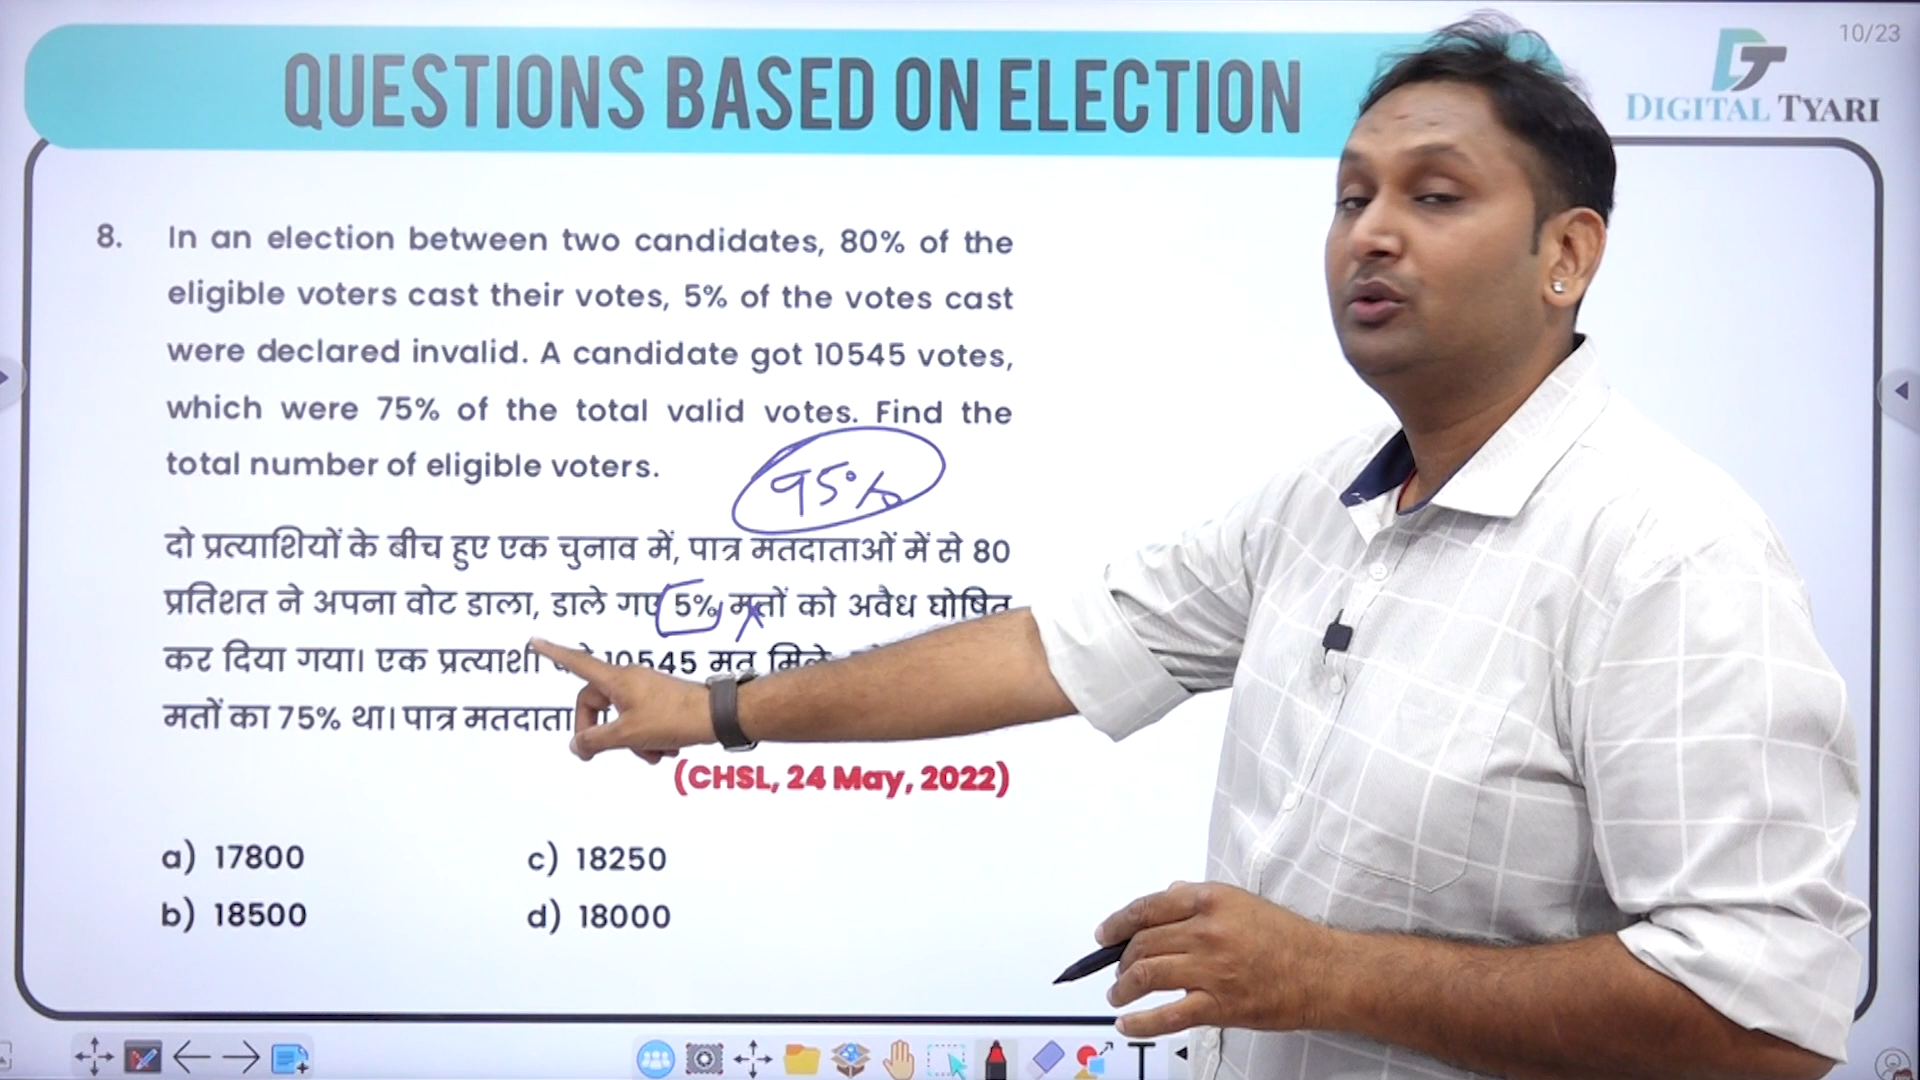 10/23
QUESTIONS BASED ON ELECTION
DIGITAL TYARI
8. In an election between two candidates, 80% of the
eligible voters cast their votes, 5% of the votes cast
were declared invalid. A candidate got 10545 votes,
which were 75% of the total valid votes. Find the
total number of eligible voters.
95%
दो प्रत्याशियों के बीच हुए एक चुनाव में, पात्र मतदाताओं में से 80
प्रतिशत ने अपना वोट डाला, डाले गए 5% मतों को अवैध घोषित
कर दिया गया। एक प्रत्याशी 10545 मत मिले
मतों का 75% था। पात्र मतदाता
(CHSL, 24 May, 2022)
a) 17800
c) 18250
b) 18500
d) 18000